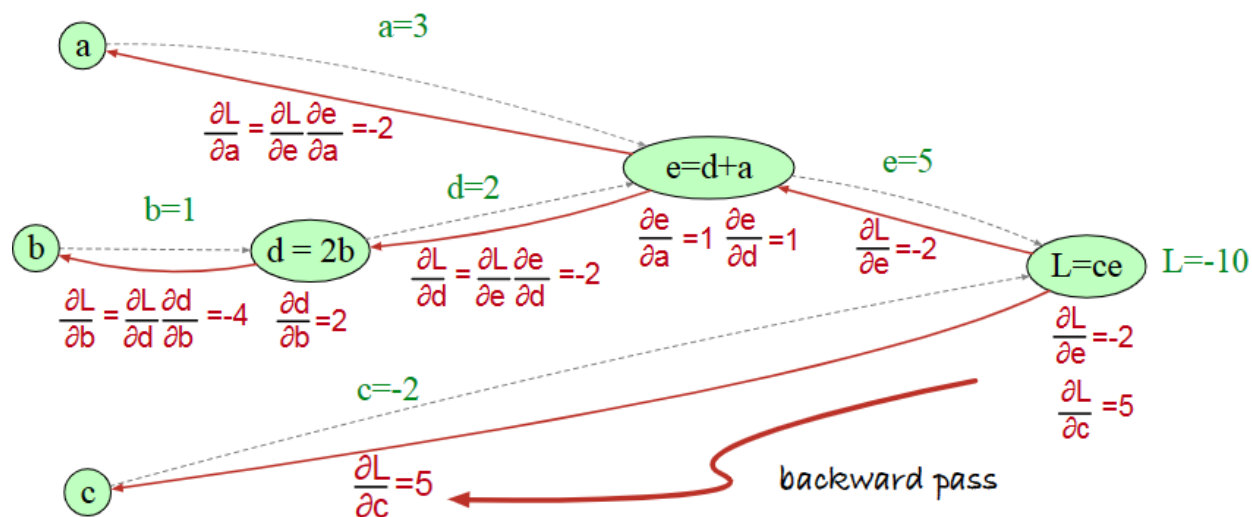 a=3
a
∂L/∂a = ∂L/∂e ∂e/∂a =-2
e=d+a
e=5
d=2
b=1
b
d = 2b
∂e/∂a =1 ∂e/∂d =1
∂L/∂e =-2
L=ce
L=-10
∂L/∂d = ∂L/∂e ∂e/∂d =-2
∂L/∂b = ∂L/∂d ∂d/∂b =-4
∂d/∂b =2
∂L/∂e =-2
c=-2
∂L/∂c =5
c
∂L/∂c =5
backward pass